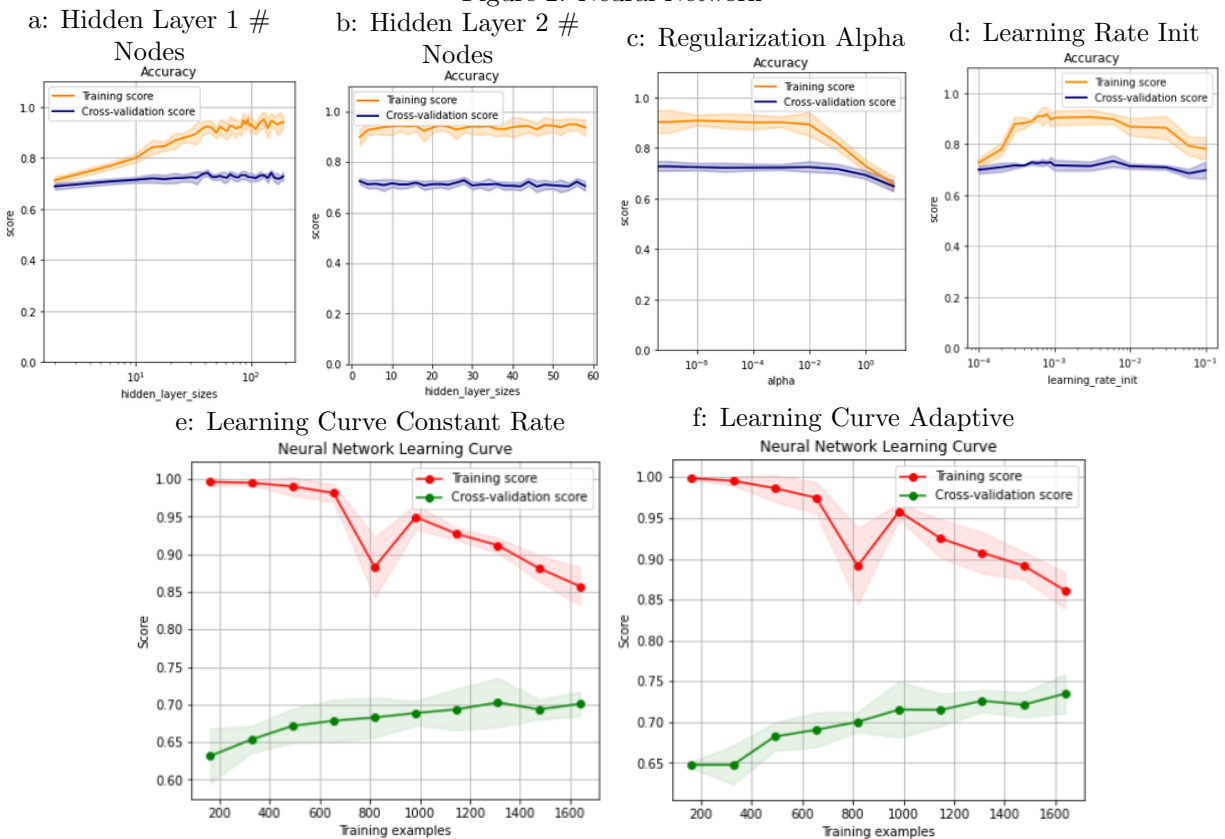 a: Hidden Layer 1 #
Nodes
Accuracy
Training score
Cross-validation score
1.0
0.8
0.6
0.4
0.2
0.0
score
10¹
10²
hidden_layer_sizes
b: Hidden Layer 2 #
Nodes
Accuracy
Training score
Cross-validation score
1.0
0.8
0.6
0.4
0.2
0.0
score
0 10 20 30 40 50 60
hidden_layer_sizes
c: Regularization Alpha
Accuracy
Training score
Cross-validation score
1.0
0.8
0.6
0.4
0.2
0.0
score
10⁻⁶ 10⁻⁴ 10⁻² 10⁰
alpha
d: Learning Rate Init
Accuracy
Training score
Cross-validation score
1.0
0.8
0.6
0.4
0.2
0.0
score
10⁻⁴ 10⁻³ 10⁻² 10⁻¹
learning_rate_init
e: Learning Curve Constant Rate
Neural Network Learning Curve
Training score
Cross-validation score
1.00
0.95
0.90
0.85
0.80
0.75
0.70
0.65
0.60
Score
200 400 600 800 1000 1200 1400 1600
Training examples
f: Learning Curve Adaptive
Neural Network Learning Curve
Training score
Cross-validation score
1.00
0.95
0.90
0.85
0.80
0.75
0.70
0.65
Score
200 400 600 800 1000 1200 1400 1600
Training examples